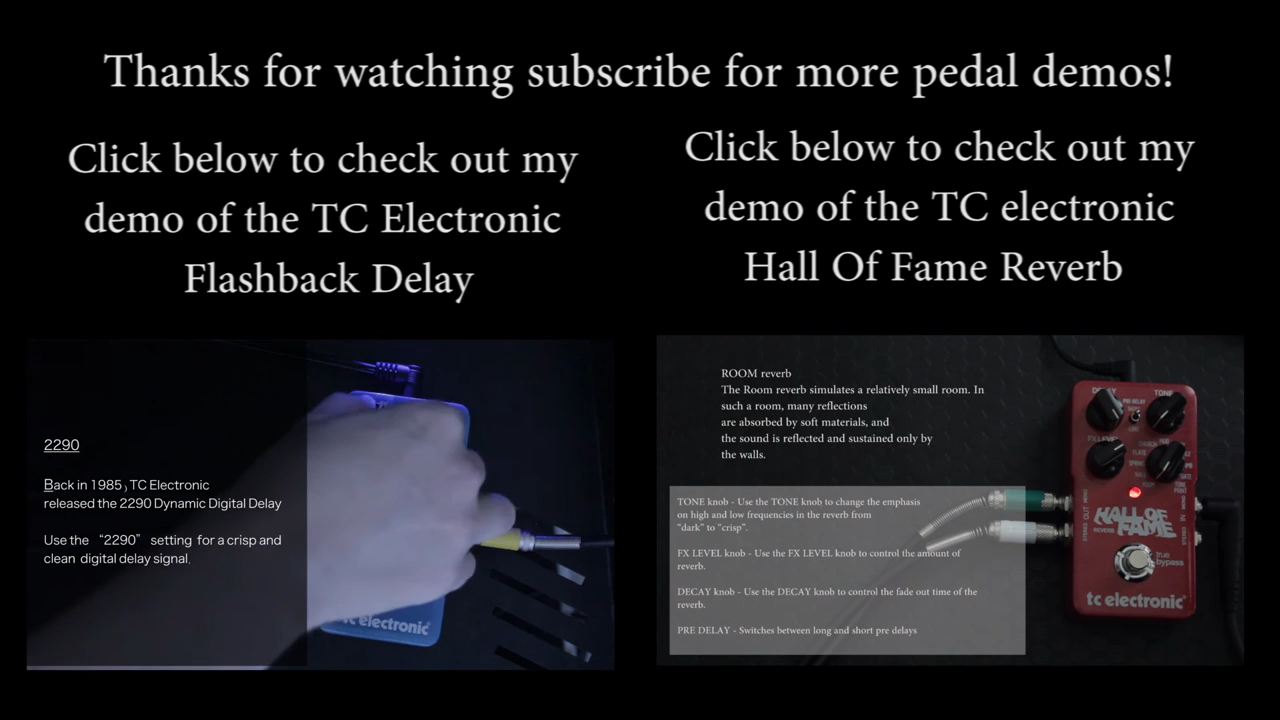 Thanks for watching subscribe for more pedal demos!
Click below to check out my
demo of the TC Electronic
Flashback Delay
Click below to check out my
demo of the TC electronic
Hall Of Fame Reverb
2290
Back in 1985 , TC Electronic
released the 2290 Dynamic Digital Delay
Use the “2290” setting for a crisp and
clean digital delay signal.
tc electronic
ROOM reverb
The Room reverb simulates a relatively small room. In
such a room, many reflections
are absorbed by soft materials, and
the sound is reflected and sustained only by
the walls.
TONE knob - Use the TONE knob to change the emphasis
on high and low frequencies in the reverb from
“dark” to “crisp”.
FX LEVEL knob - Use the FX LEVEL knob to control the amount of
reverb.
DECAY knob - Use the DECAY knob to control the fade out time of the
reverb.
PRE DELAY - Switches between long and short pre delays
DECAY
TONE
PRE DELAY
FX LEVEL
HALL OF
FAME
REVERB
true
bypass
tc electronic